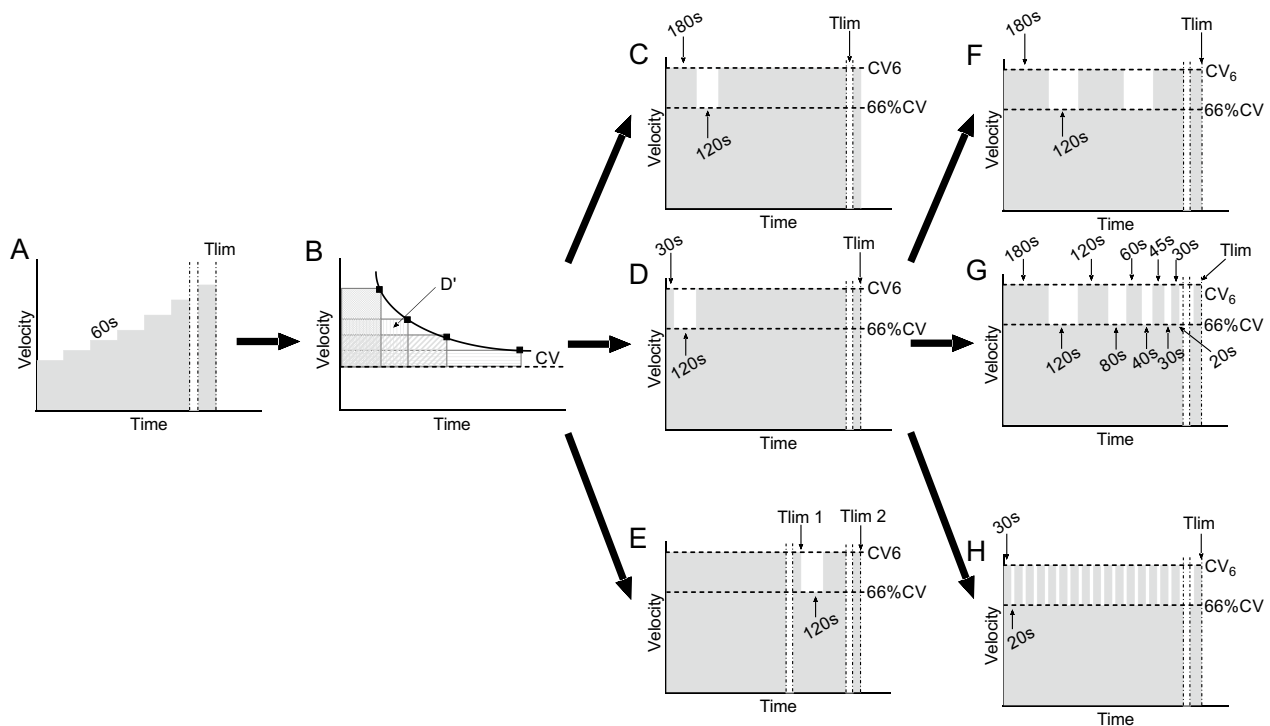 A
Velocity
60s
Tlim
Time
B
Velocity
D'
CV
Time
C
180s
Tlim
CV6
66%CV
120s
Velocity
Time
D
30s
Tlim
CV6
66%CV
120s
Velocity
Time
E
Tlim 1
Tlim 2
CV6
66%CV
120s
Velocity
Time
F
180s
Tlim
CV₆
66%CV
120s
Velocity
Time
G
180s
120s
60s
45s
30s
Tlim
CV₆
66%CV
120s
80s
40s
30s
20s
Velocity
Time
H
30s
Tlim
CV₆
66%CV
20s
Velocity
Time